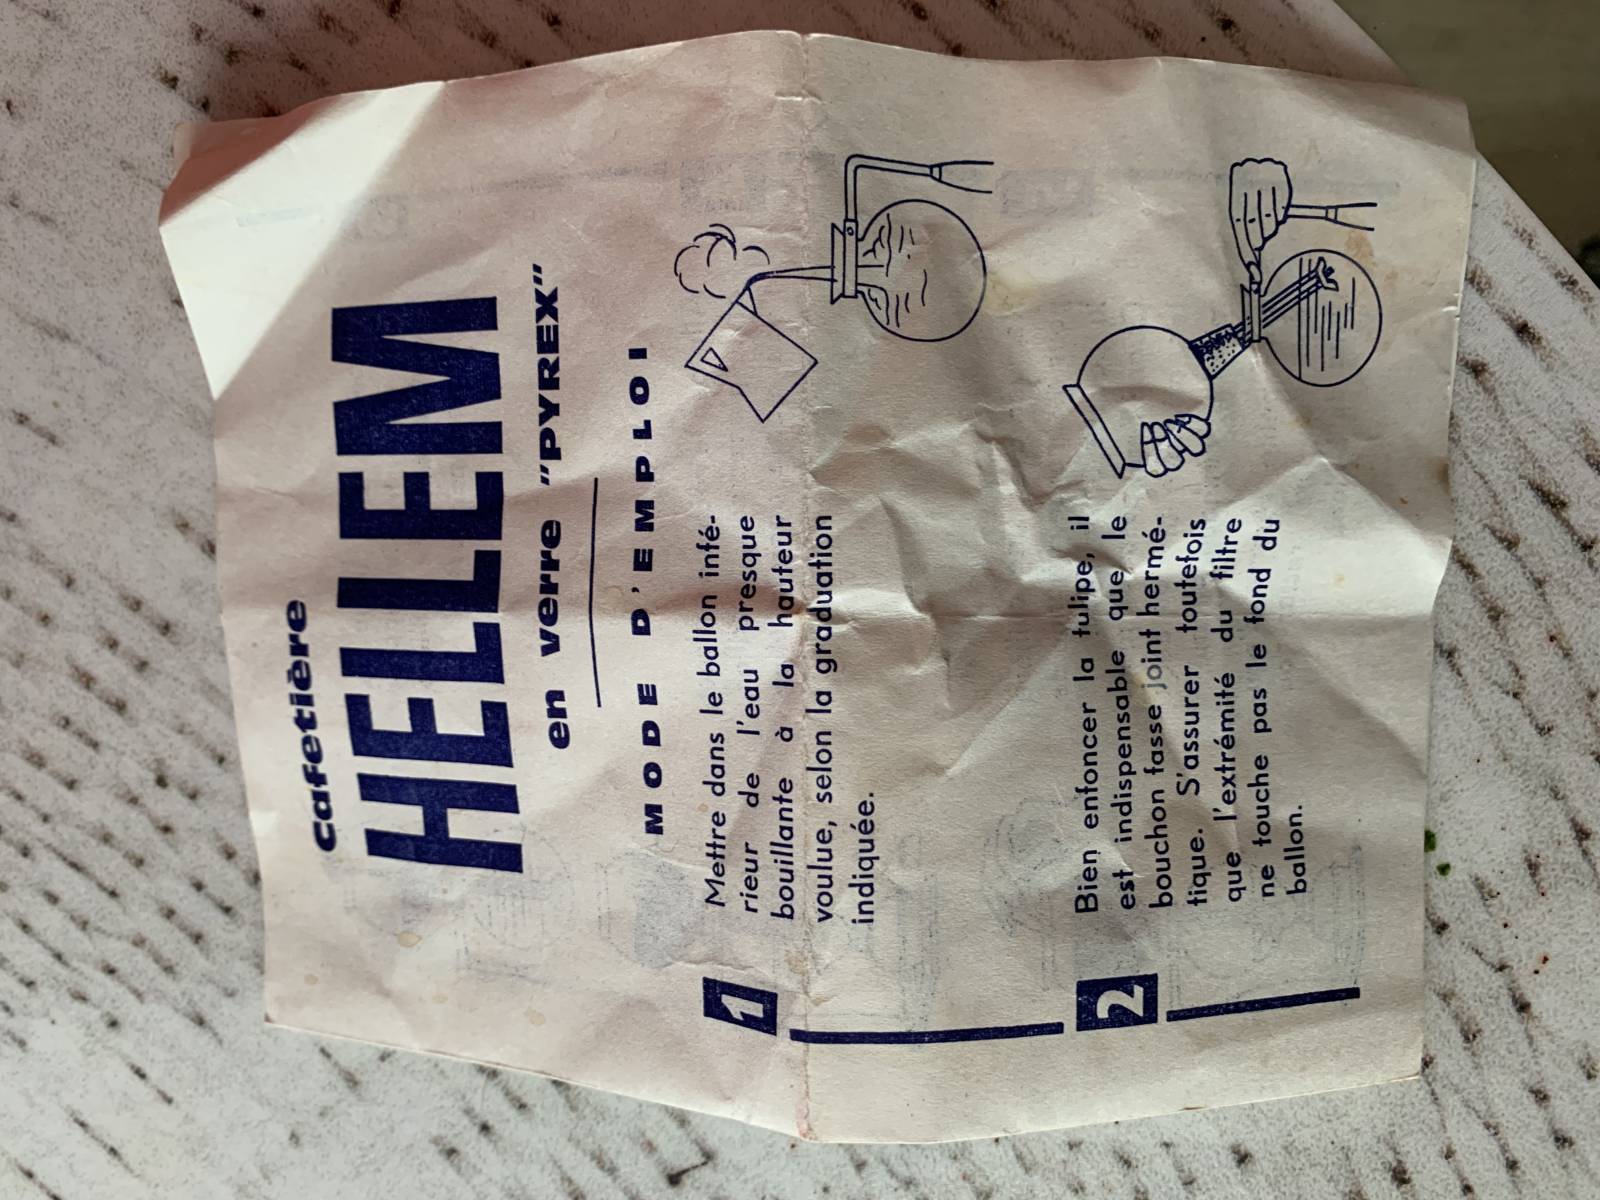 cafetière
HELLEM
en verre "PYREX"
MODE D'EMPLOI
1
Mettre dans le ballon infé-
rieur de l'eau presque
bouillante à la hauteur
voulue, selon la graduation
indiquée.
2
Bien enfoncer la tulipe, il
est indispensable que le
bouchon fasse joint hermé-
tique. S'assurer toutefois
que l'extrémité du filtre
ne touche pas le fond du
ballon.